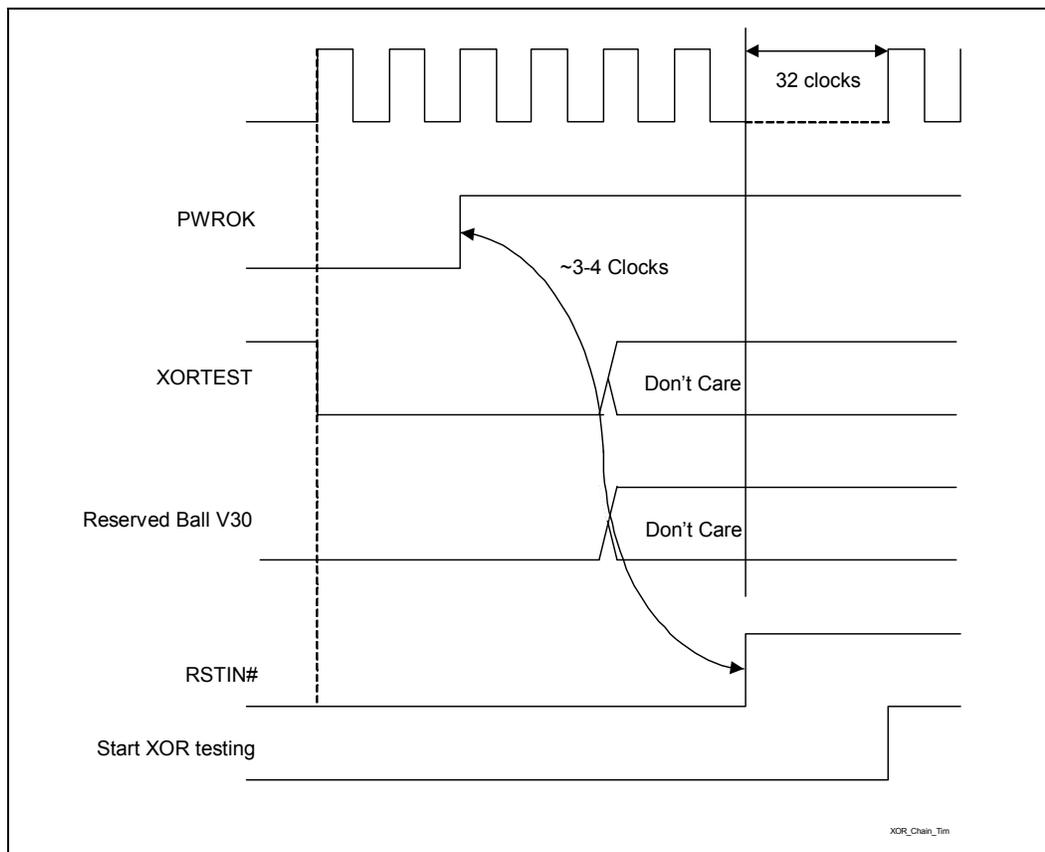 32 clocks
PWROK
~3-4 Clocks
XORTEST
Don’t Care
Reserved Ball V30
Don’t Care
RSTIN#
Start XOR testing
XOR_Chain_Tim